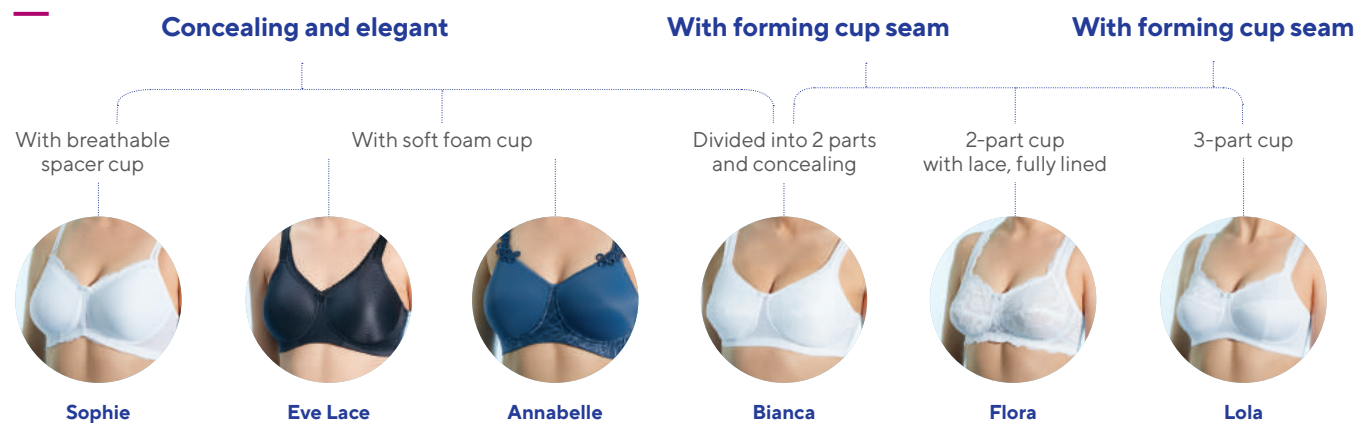 Concealing and elegant
With forming cup seam
With forming cup seam
With breathable
spacer cup
With soft foam cup
Divided into 2 parts
and concealing
2-part cup
with lace, fully lined
3-part cup
Sophie
Eve Lace
Annabelle
Bianca
Flora
Lola